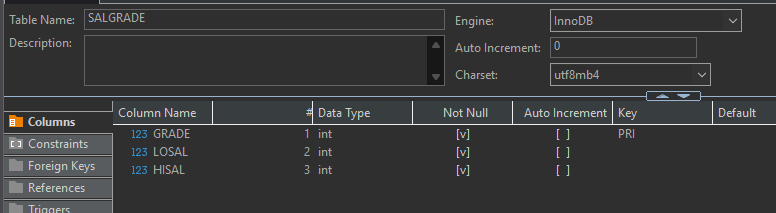 Table Name: SALGRADE Engine: InnoDB
Description: Auto Increment: 0
Charset: utf8mb4
Columns Column Name # Data Type Not Null Auto Increment Key Default
123 GRADE 1 int [v] [ ] PRI
Constraints
123 LOSAL 2 int [v] [ ]
Foreign Keys
123 HISAL 3 int [v] [ ]
References
Triggers